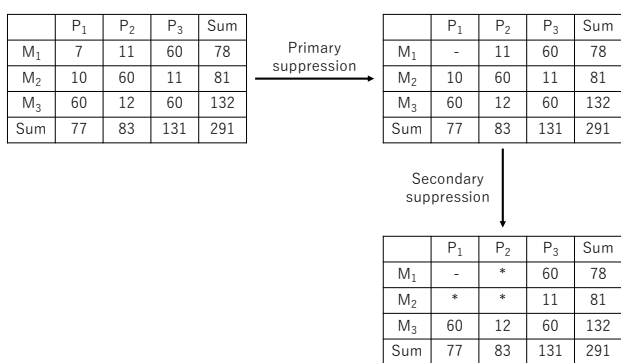 P₁ P₂ P₃ Sum
M₁ 7 11 60 78
M₂ 10 60 11 81
M₃ 60 12 60 132
Sum 77 83 131 291
Primary
suppression
P₁ P₂ P₃ Sum
M₁ - 11 60 78
M₂ 10 60 11 81
M₃ 60 12 60 132
Sum 77 83 131 291
Secondary
suppression
P₁ P₂ P₃ Sum
M₁ - * 60 78
M₂ * * 11 81
M₃ 60 12 60 132
Sum 77 83 131 291